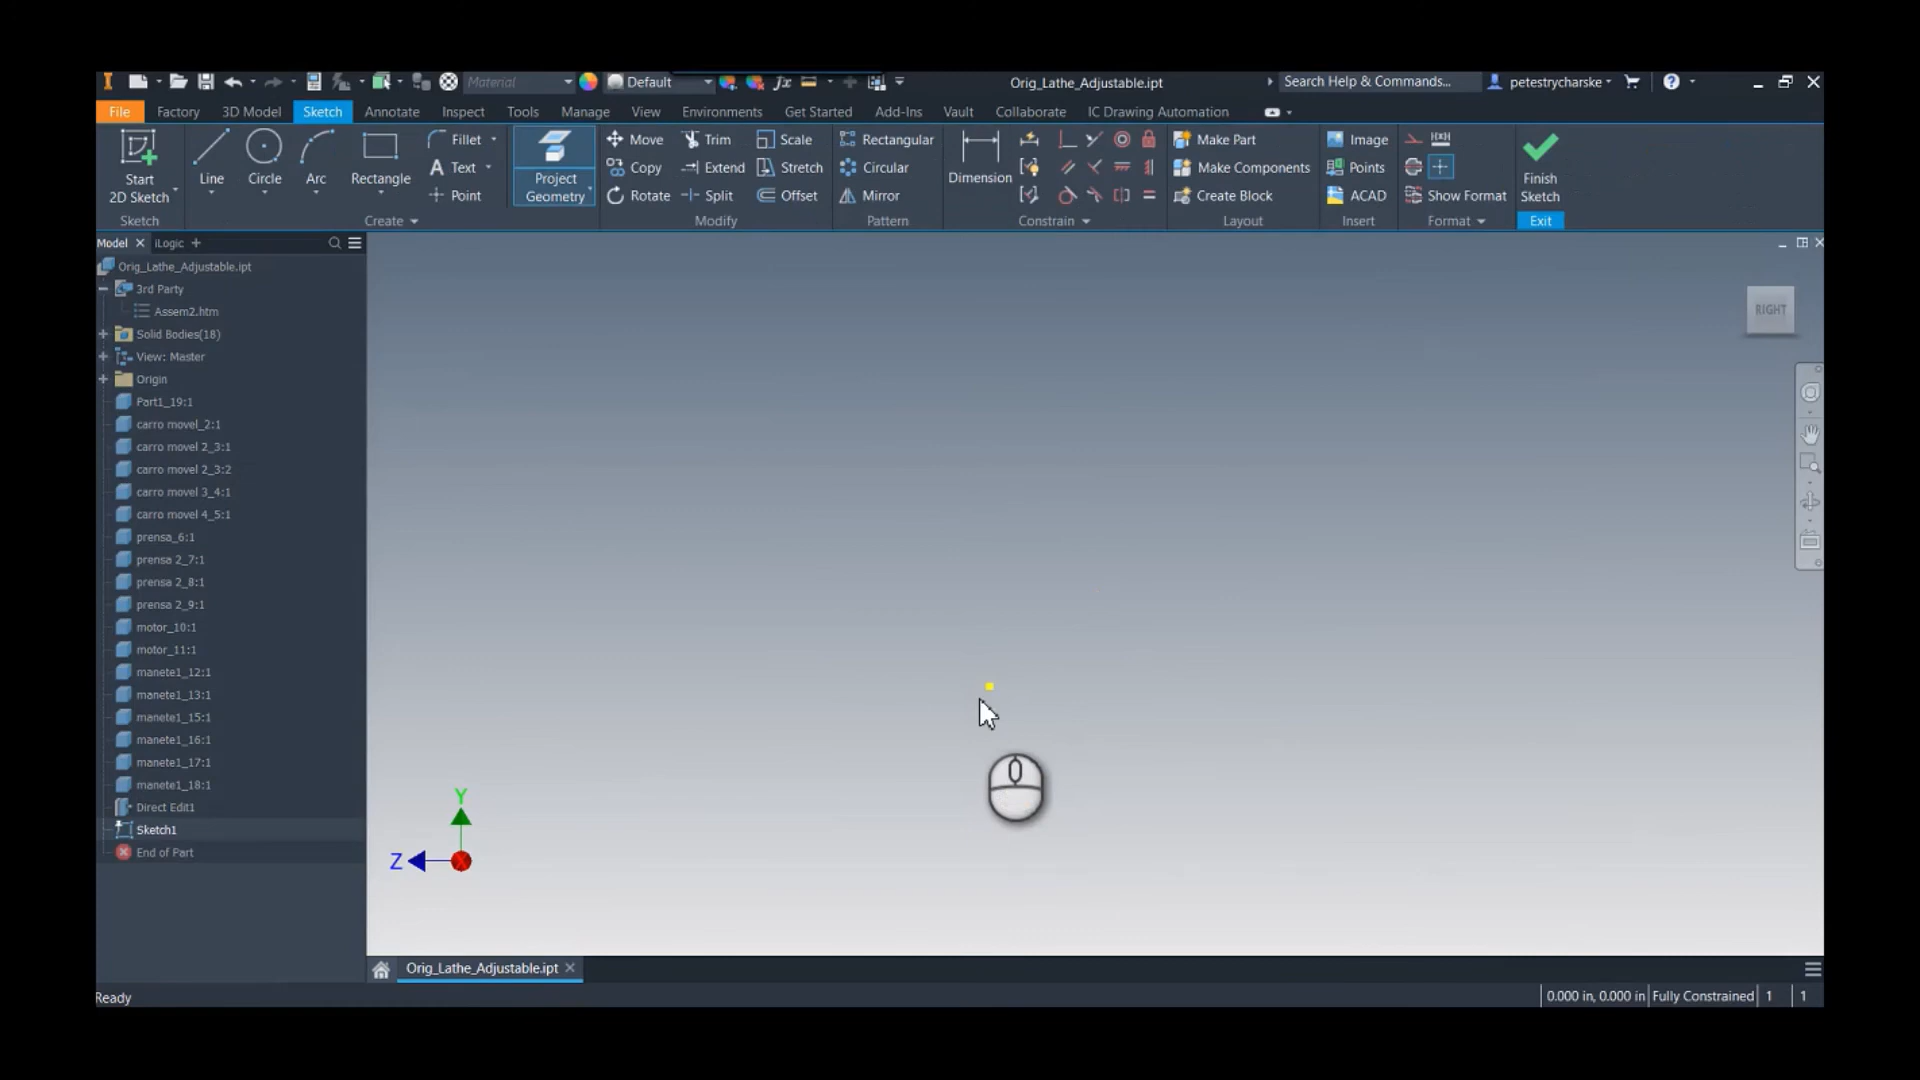 Material
Default
Orig_Lathe_Adjustable.ipt
Search Help & Commands...
petestrycharske
File Factory 3D Model Sketch Annotate Inspect Tools Manage View Environments Get Started Add-Ins Vault Collaborate IC Drawing Automation
Start
2D Sketch
Line
Circle
Arc
Rectangle
Fillet
Text
Point
Project
Geometry
Move
Copy
Rotate
Trim
Extend
Split
Scale
Stretch
Offset
Rectangular
Circular
Mirror
Dimension
Make Part
Make Components
Create Block
Image
Points
ACAD
Show Format
Finish
Sketch
Sketch
Create
Modify
Pattern
Constrain
Layout
Insert
Format
Exit
Model
iLogic
Orig_Lathe_Adjustable.ipt
3rd Party
Assem2.htm
Solid Bodies(18)
View: Master
Origin
Part1_19:1
carro movel_2:1
carro movel 2_3:1
carro movel 2_3:2
carro movel 3_4:1
carro movel 4_5:1
prensa_6:1
prensa 2_7:1
prensa 2_8:1
prensa 2_9:1
motor_10:1
motor_11:1
manete1_12:1
manete1_13:1
manete1_15:1
manete1_16:1
manete1_17:1
manete1_18:1
Direct Edit1
Sketch1
End of Part
RIGHT
Y
Z
X
Orig_Lathe_Adjustable.ipt
Ready
0.000 in, 0.000 in
Fully Constrained
1
1